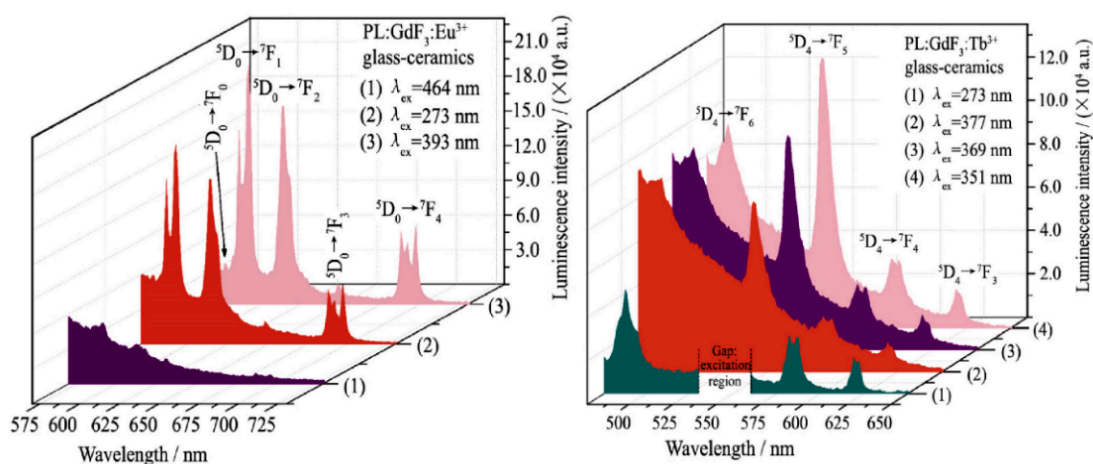 PL:GdF₃:Eu³⁺
glass-ceramics
(1) λex=464 nm
(2) λex=273 nm
(3) λex=393 nm
⁵D₀→⁷F₁
⁵D₀→⁷F₂
⁵D₀→⁷F₀
⁵D₀→⁷F₃
⁵D₀→⁷F₄
21.0
18.0
15.0
12.0
9.0
6.0
3.0
Luminescence intensity / (×10⁴ a.u.)
(3)
(2)
(1)
575 600 625 650 675 700 725
Wavelength / nm
PL:GdF₃:Tb³⁺
glass-ceramics
(1) λex=273 nm
(2) λex=377 nm
(3) λex=369 nm
(4) λex=351 nm
⁵D₄→⁷F₅
⁵D₄→⁷F₆
⁵D₄→⁷F₄
⁵D₄→⁷F₃
12.0
10.0
8.0
6.0
4.0
2.0
Luminescence intensity / (×10⁴ a.u.)
Gap:
excitation
region
(4)
(3)
(2)
(1)
500 525 550 575 600 625 650
Wavelength / nm